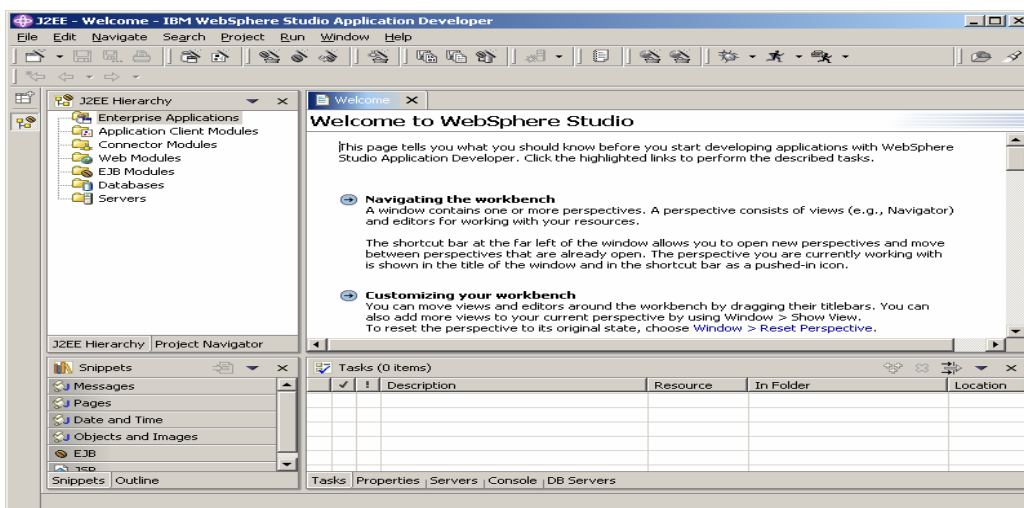 J2EE - Welcome - IBM WebSphere Studio Application Developer
File Edit Navigate Search Project Run Window Help
J2EE Hierarchy
Enterprise Applications
Application Client Modules
Connector Modules
Web Modules
EJB Modules
Databases
Servers
J2EE Hierarchy Project Navigator
Welcome
Welcome to WebSphere Studio
This page tells you what you should know before you start developing applications with WebSphere
Studio Application Developer. Click the highlighted links to perform the described tasks.
Navigating the workbench
A window contains one or more perspectives. A perspective consists of views (e.g., Navigator)
and editors for working with your resources.
The shortcut bar at the far left of the window allows you to open new perspectives and move
between perspectives that are already open. The perspective you are currently working with
is shown in the title of the window and in the shortcut bar as a pushed-in icon.
Customizing your workbench
You can move views and editors around the workbench by dragging their titlebars. You can
also add more views to your current perspective by using Window > Show View.
To reset the perspective to its original state, choose Window > Reset Perspective.
Snippets
Messages
Pages
Date and Time
Objects and Images
EJB
JSP
Snippets Outline
Tasks (0 items)
! Description Resource In Folder Location
Tasks Properties Servers Console DB Servers